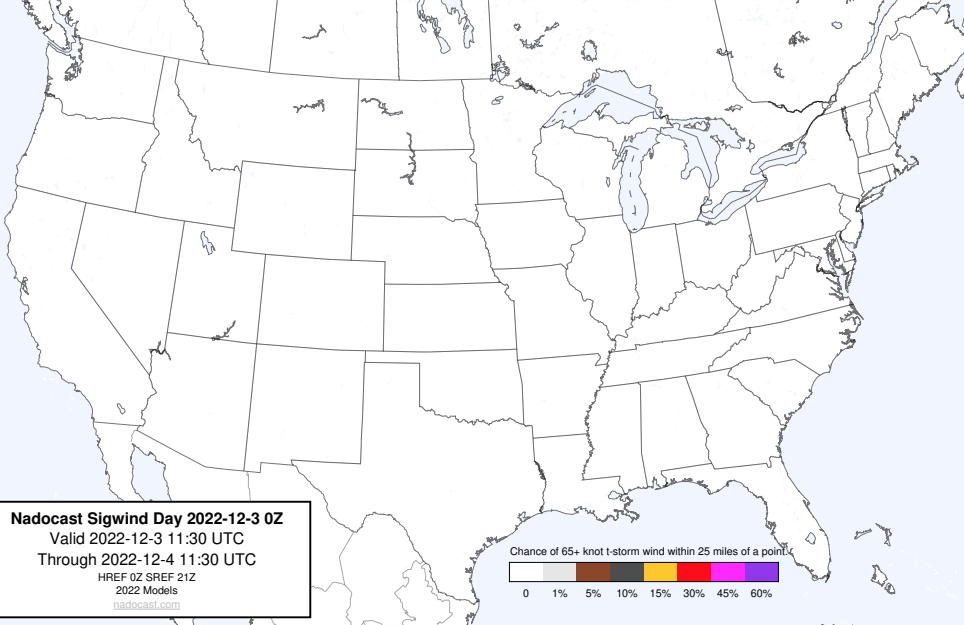 Nadocast Sigwind Day 2022-12-3 0Z
Valid 2022-12-3 11:30 UTC
Through 2022-12-4 11:30 UTC
HREF 0Z SREF 21Z
2022 Models
nadocast.com
Chance of 65+ knot t-storm wind within 25 miles of a point.
0 1% 5% 10% 15% 30% 45% 60%